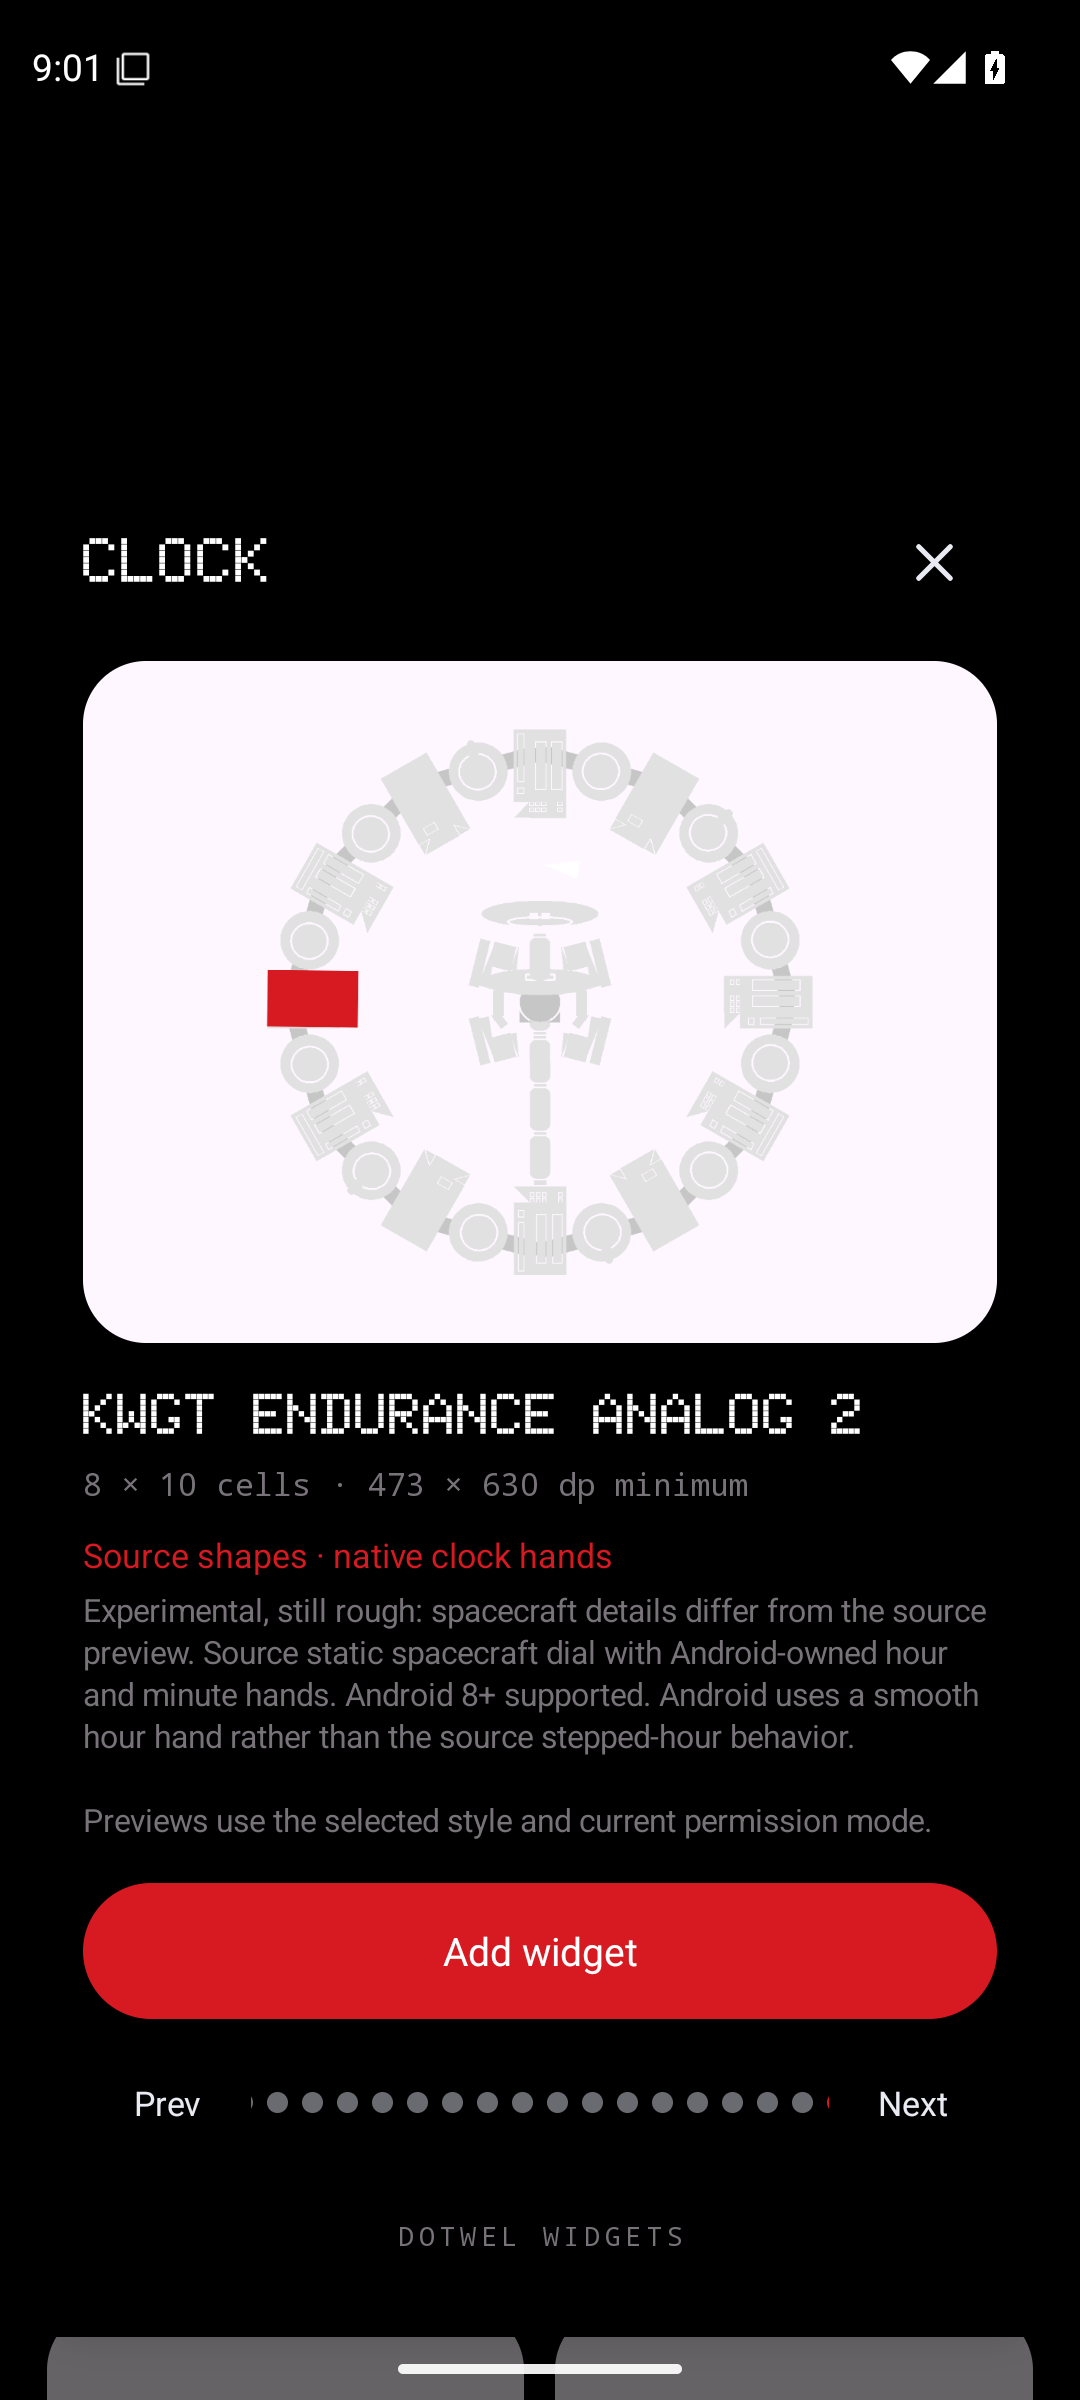 9:01
CLOCK
KWGT ENDURANCE ANALOG 2
8 × 10 cells · 473 × 630 dp minimum
Source shapes · native clock hands
Experimental, still rough: spacecraft details differ from the source
preview. Source static spacecraft dial with Android-owned hour
and minute hands. Android 8+ supported. Android uses a smooth
hour hand rather than the source stepped-hour behavior.
Previews use the selected style and current permission mode.
Add widget
Prev
Next
DOTWEL WIDGETS